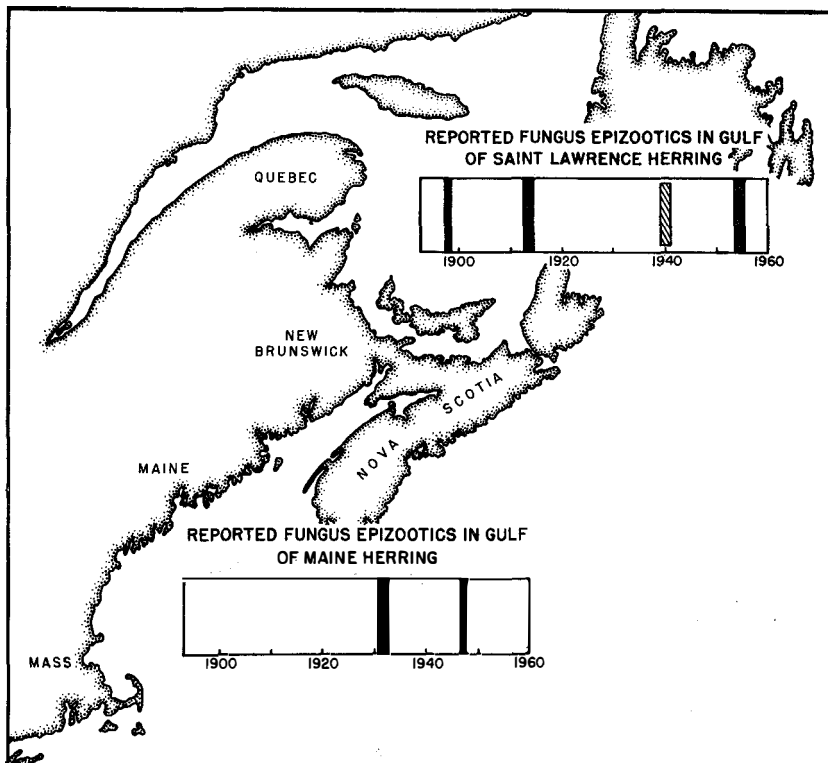 REPORTED FUNGUS EPIZOOTICS IN GULF
OF SAINT LAWRENCE HERRING
QUEBEC
1900 1920 1940 1960
NEW
BRUNSWICK
NOVA SCOTIA
MAINE
REPORTED FUNGUS EPIZOOTICS IN GULF
OF MAINE HERRING
MASS
1900 1920 1940 1960